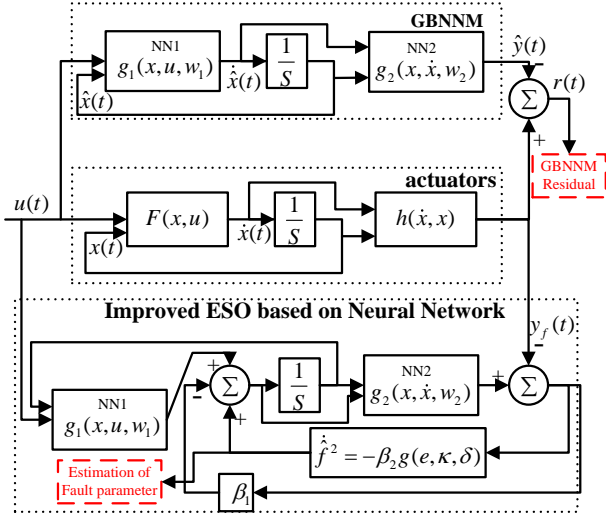 GBNNM
NN1
g₁(x,u,w₁)
x̂(t)
x̂̇(t)
1
S
NN2
g₂(x,ẋ,w₂)
ŷ(t)
-
r(t)
Σ
+
GBNNM
Residual
actuators
u(t)
F(x,u)
x(t)
ẋ(t)
1
S
h(ẋ,x)
Improved ESO based on Neural Network
y_f(t)
-
NN1
g₁(x,u,w₁)
+
-
Σ
+
1
S
NN2
g₂(x,ẋ,w₂)
+
Σ
Estimation of
Fault parameter
f̂̇² = −β₂g(e,κ,δ)
β₁